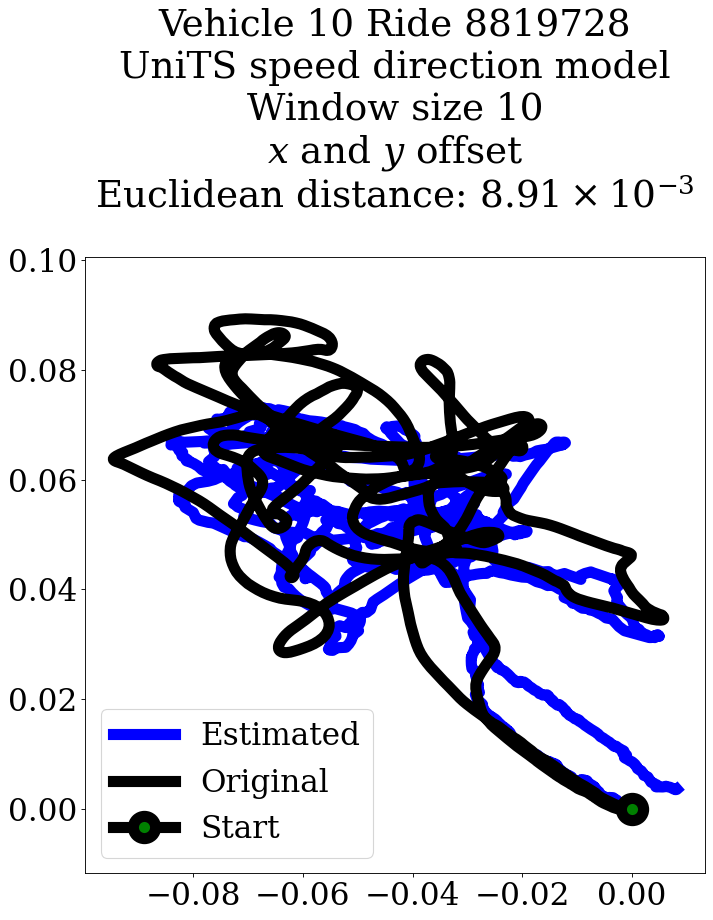 Vehicle 10 Ride 8819728
UniTS speed direction model
Window size 10
x and y offset
Euclidean distance: 8.91 × 10⁻³
0.10
0.08
0.06
0.04
0.02
0.00
Estimated
Original
Start
−0.08 −0.06 −0.04 −0.02 0.00